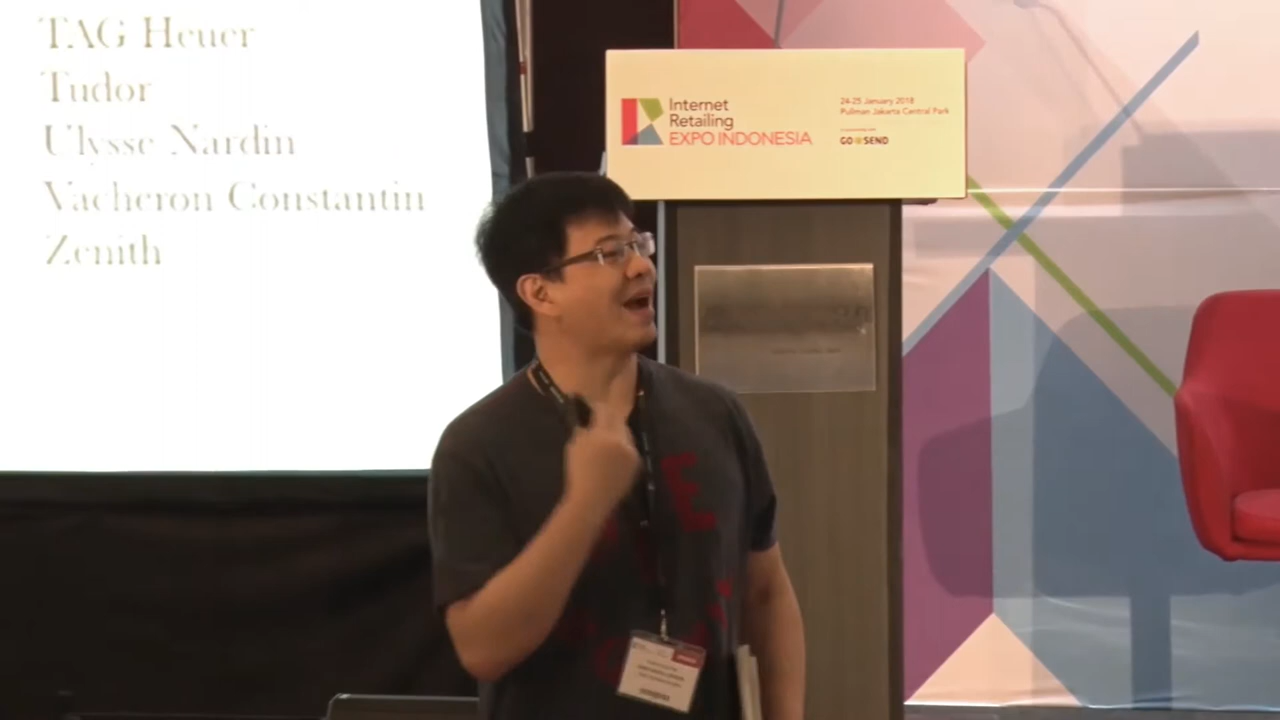 TAG Heuer
Tudor
Ulysse Nardin
Vacheron Constantin
Zenith
Internet
Retailing
EXPO INDONESIA
24-25 January 2018
Pullman Jakarta Central Park
GO SEND
E